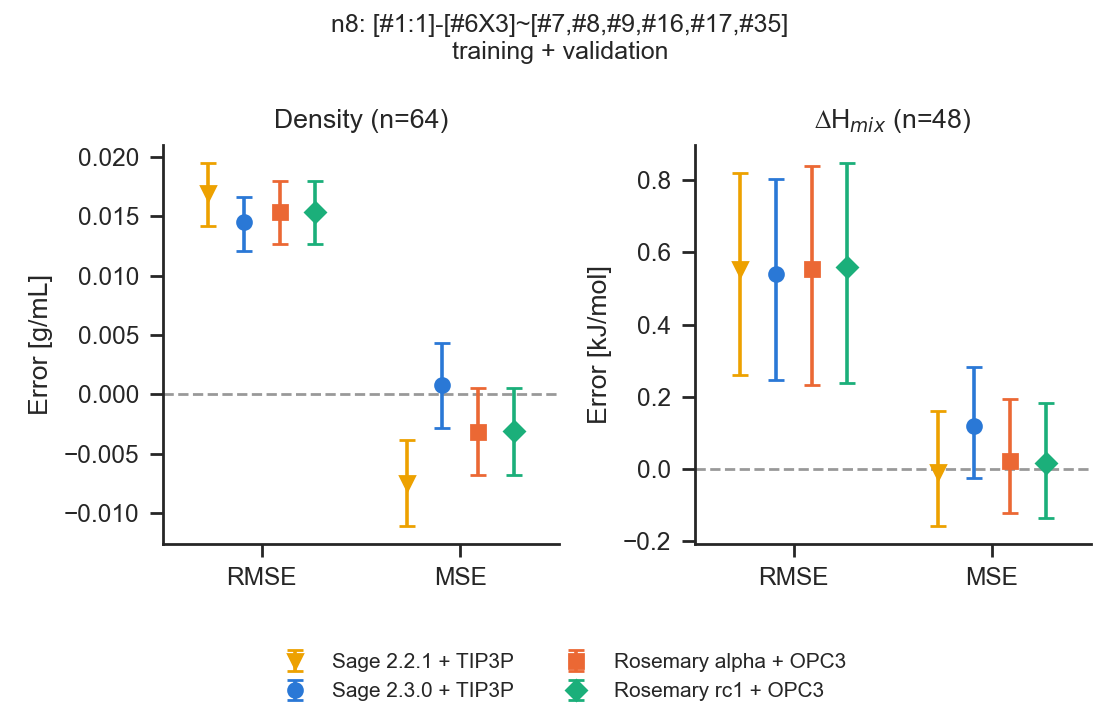 n8: [#1:1]-[#6X3]~[#7,#8,#9,#16,#17,#35]
training + validation
Density (n=64)
ΔH_mix (n=48)
Error [g/mL]
0.020
0.015
0.010
0.005
0.000
−0.005
−0.010
RMSE
MSE
Error [kJ/mol]
0.8
0.6
0.4
0.2
0.0
−0.2
RMSE
MSE
Sage 2.2.1 + TIP3P
Sage 2.3.0 + TIP3P
Rosemary alpha + OPC3
Rosemary rc1 + OPC3